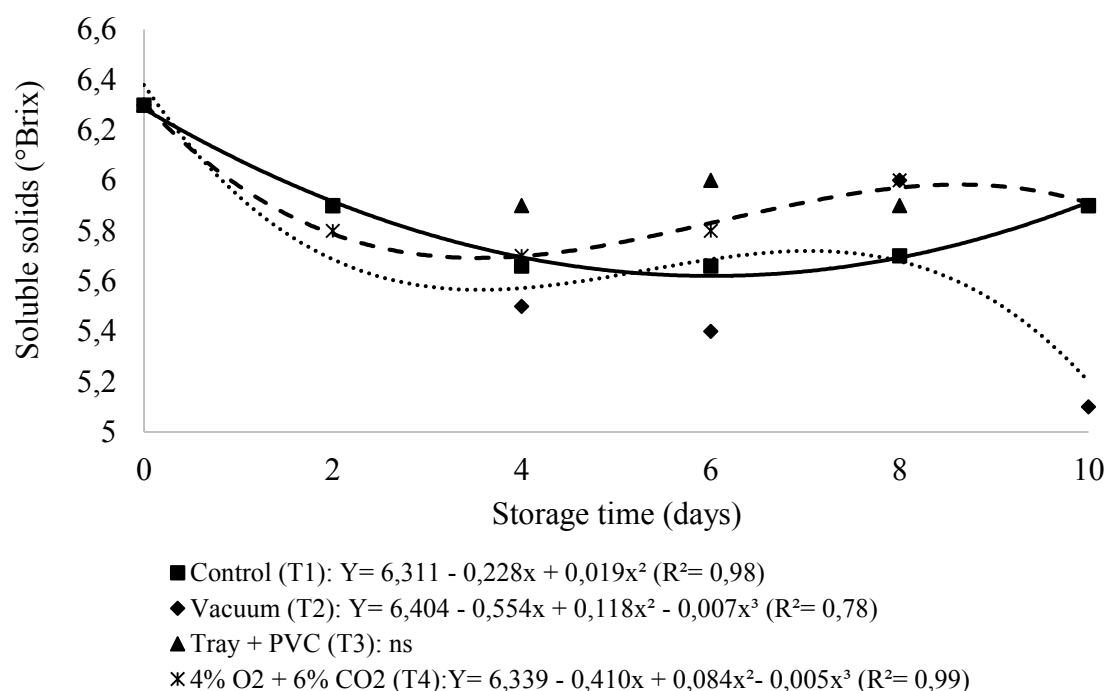 6,6
6,4
6,2
6
5,8
5,6
5,4
5,2
5
Soluble solids (°Brix)
0 2 4 6 8 10
Storage time (days)
Control (T1): Y= 6,311 - 0,228x + 0,019x² (R²= 0,98)
Vacuum (T2): Y= 6,404 - 0,554x + 0,118x² - 0,007x³ (R²= 0,78)
Tray + PVC (T3): ns
4% O2 + 6% CO2 (T4):Y= 6,339 - 0,410x + 0,084x²- 0,005x³ (R²= 0,99)